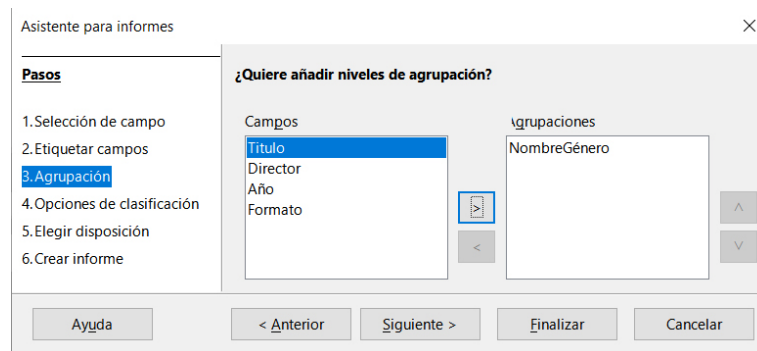 Asistente para informes
Pasos
¿Quiere añadir niveles de agrupación?
1.Selección de campo
2.Etiquetar campos
3.Agrupación
4.Opciones de clasificación
5.Elegir disposición
6.Crear informe
Campos
Titulo
Director
Año
Formato
>
<
Agrupaciones
NombreGénero
Ayuda
< Anterior
Siguiente >
Finalizar
Cancelar